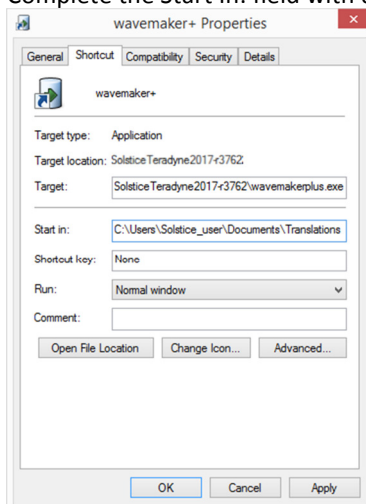 Complete the Start in: field with
wavemaker+ Properties
General Shortcut Compatibility Security Details
wavemaker+
Target type: Application
Target location: SolsticeTeradyne2017-r3762
Target: SolsticeTeradyne2017-r3762\wavemakerplus.exe
Start in: C:\Users\Solstice_user\Documents\Translations
Shortcut key: None
Run: Normal window
Comment:
Open File Location Change Icon... Advanced...
OK Cancel Apply